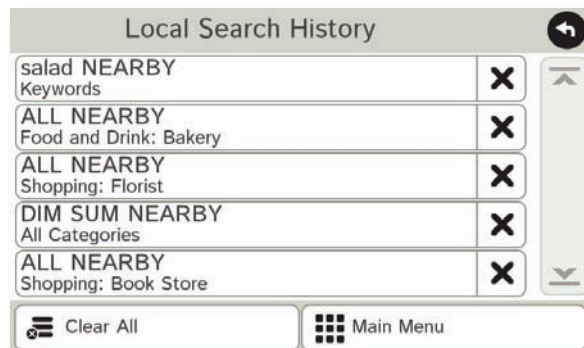 Local Search History
salad NEARBY
Keywords
ALL NEARBY
Food and Drink: Bakery
ALL NEARBY
Shopping: Florist
DIM SUM NEARBY
All Categories
ALL NEARBY
Shopping: Book Store
Clear All
Main Menu